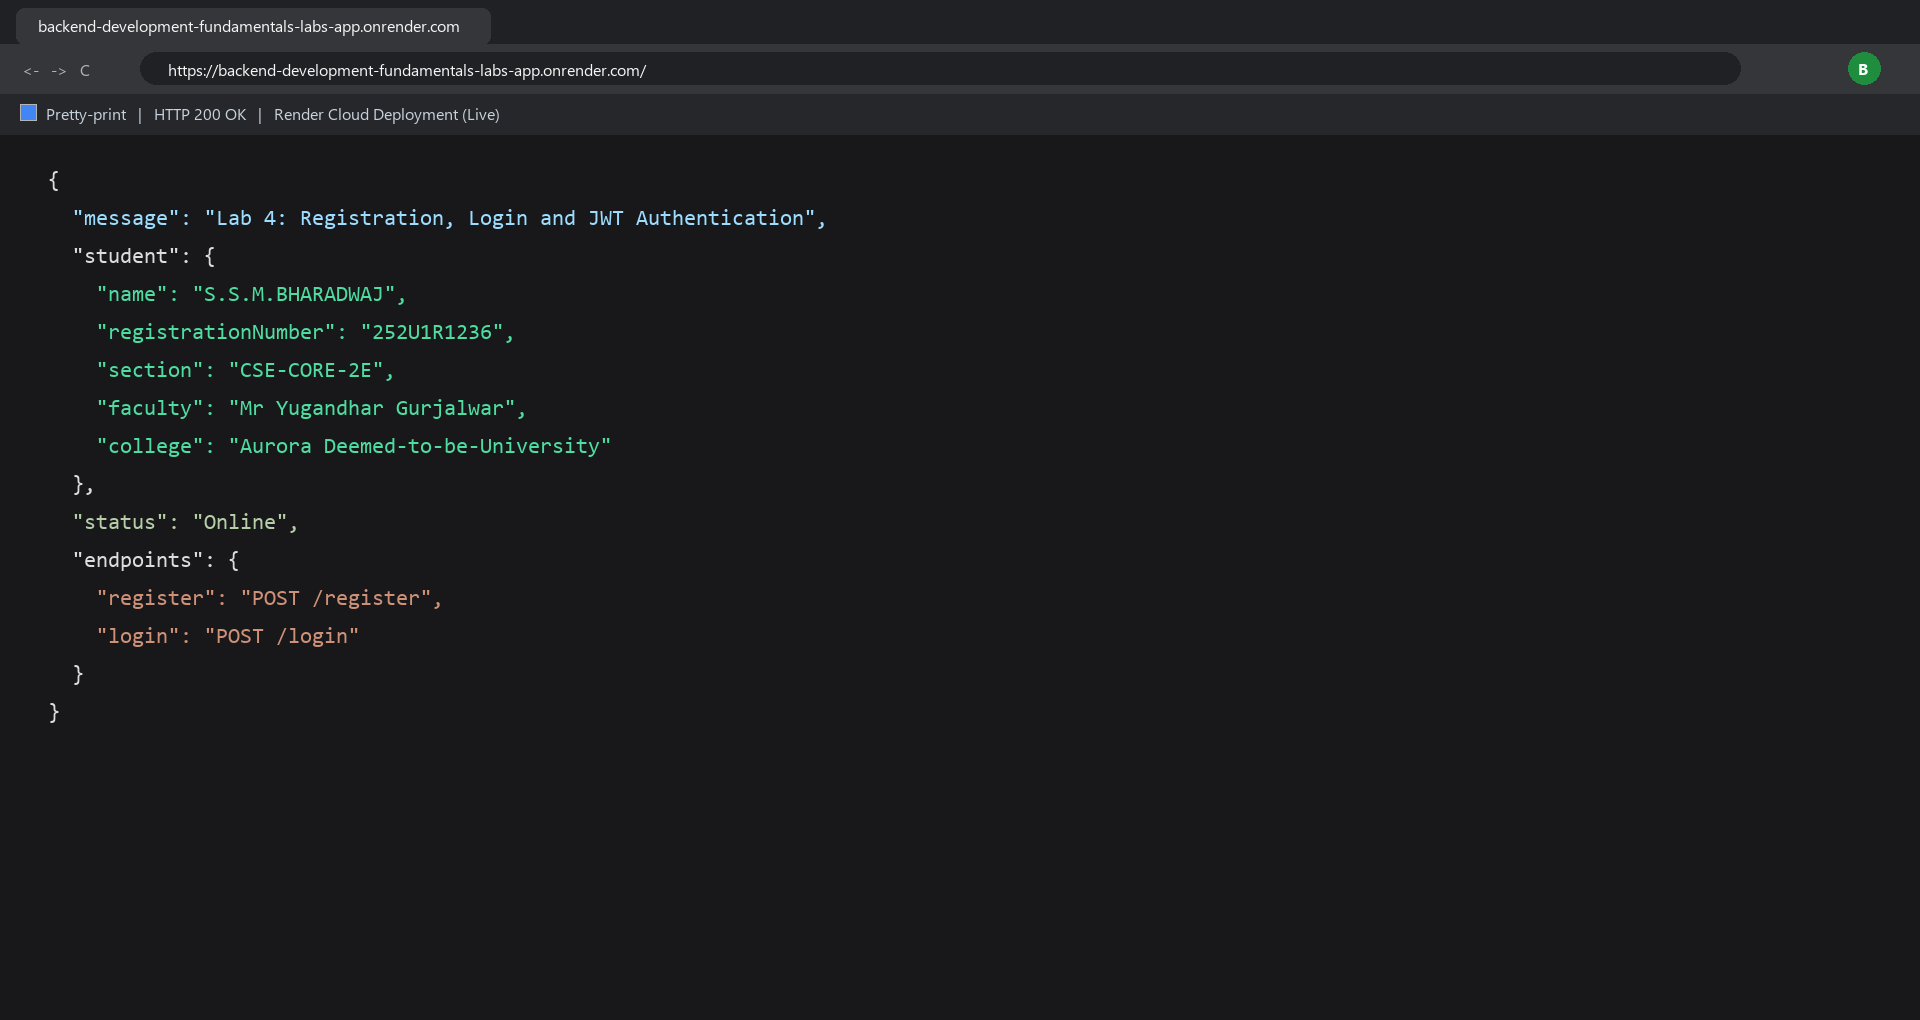 backend-development-fundamentals-labs-app.onrender.com
<- -> C https://backend-development-fundamentals-labs-app.onrender.com/ B
Pretty-print | HTTP 200 OK | Render Cloud Deployment (Live)
{
  "message": "Lab 4: Registration, Login and JWT Authentication",
  "student": {
    "name": "S.S.M.BHARADWAJ",
    "registrationNumber": "252U1R1236",
    "section": "CSE-CORE-2E",
    "faculty": "Mr Yugandhar Gurjalwar",
    "college": "Aurora Deemed-to-be-University"
  },
  "status": "Online",
  "endpoints": {
    "register": "POST /register",
    "login": "POST /login"
  }
}